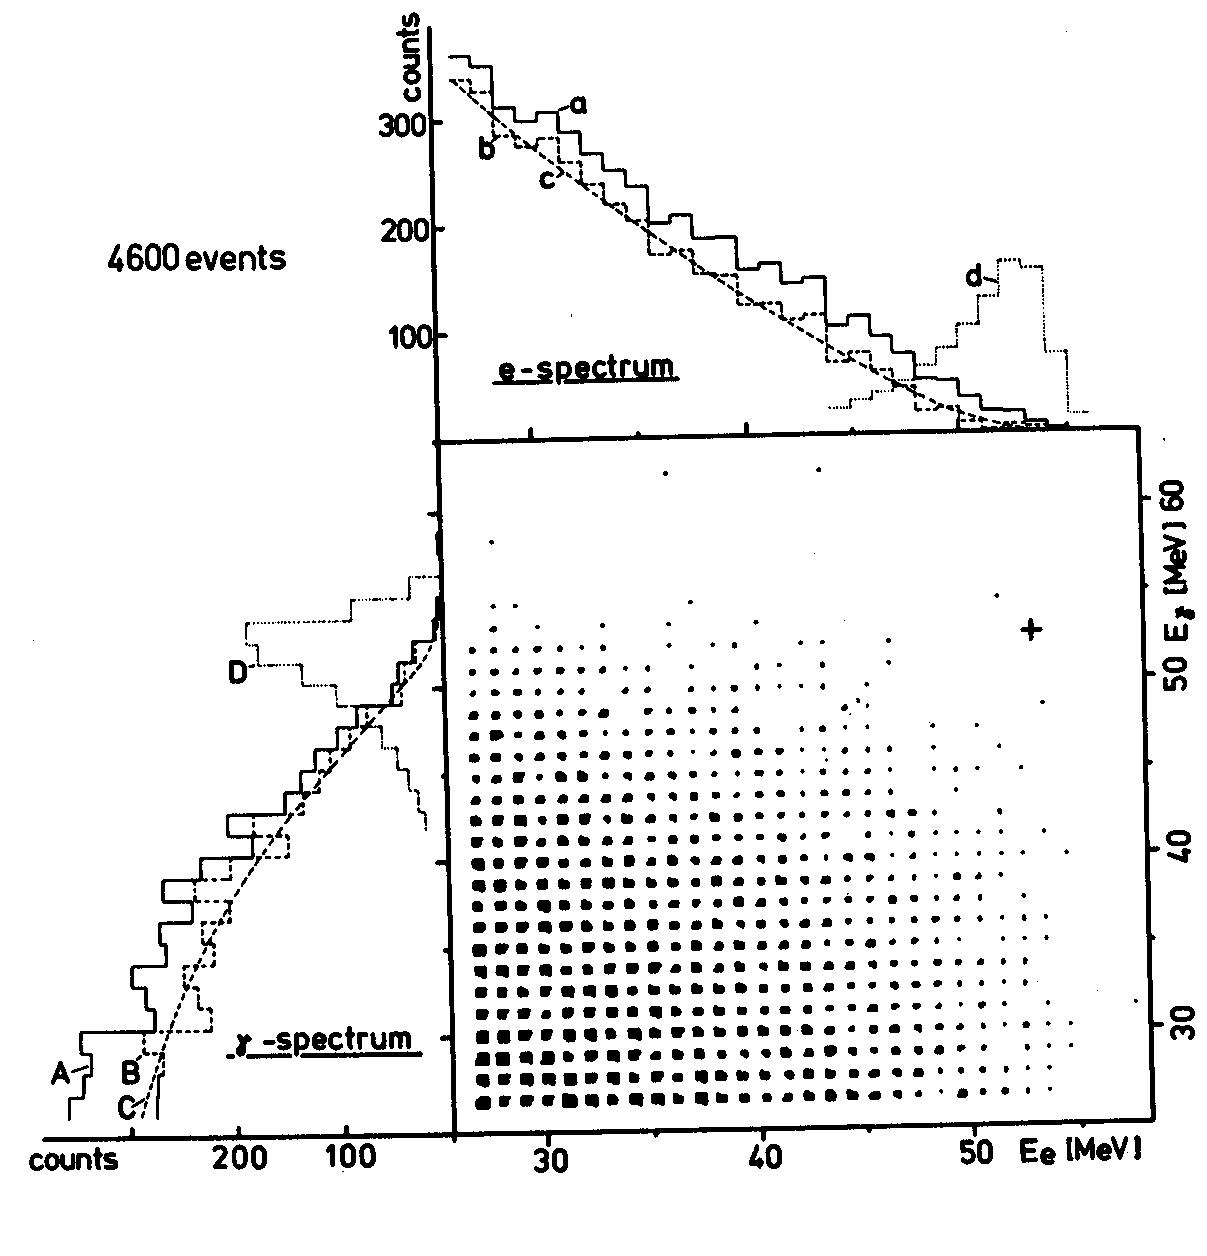 counts
300
200
100
a
b
c
d
4600 events
e-spectrum
60
50
40
30
Eγ [MeV]
D
γ-spectrum
A
B
C
counts
200
100
30
40
50
Ee [MeV]